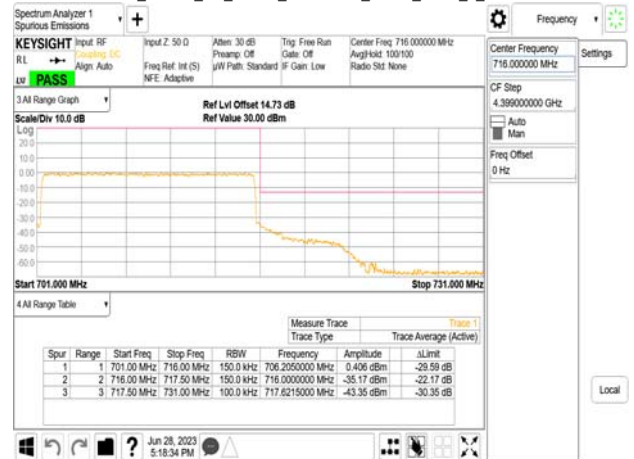 Spectrum Analyzer 1
Spurious Emissions
Frequency
KEYSIGHT Input: RF Input Z: 50 Ω Atten: 30 dB Trig: Free Run Center Freq: 716.000000 MHz
RL Coupling: DC Preamp: Off Gate: Off Avg|Hold: 100/100
Align: Auto Freq Ref: Int (S) µW Path: Standard IF Gain: Low Radio Std: None
LU PASS NFE: Adaptive
Center Frequency
716.000000 MHz
Settings
CF Step
4.399000000 GHz
Auto
Man
Freq Offset
0 Hz
3 All Range Graph
Ref Lvl Offset 14.73 dB
Scale/Div 10.0 dB Ref Value 30.00 dBm
Log
20.0
10.0
0.00
-10.0
-20.0
-30.0
-40.0
-50.0
-60.0
Start 701.000 MHz Stop 731.000 MHz
4 All Range Table
Measure Trace Trace 1
Trace Type Trace Average (Active)
Spur Range Start Freq Stop Freq RBW Frequency Amplitude ΔLimit
1 1 701.00 MHz 716.00 MHz 150.0 kHz 706.2050000 MHz 0.406 dBm -29.59 dB
2 2 716.00 MHz 717.50 MHz 150.0 kHz 716.0000000 MHz -35.17 dBm -22.17 dB
3 3 717.50 MHz 731.00 MHz 100.0 kHz 717.6215000 MHz -43.35 dBm -30.35 dB
Local
? Jun 28, 2023
5:18:34 PM